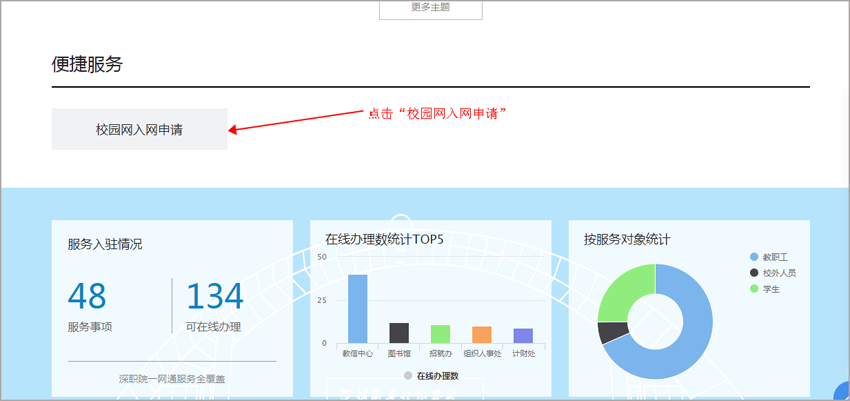 更多主题
便捷服务
校园网入网申请
点击“校园网入网申请”
服务入驻情况
48
服务事项
134
可在线办理
深职院一网通服务全覆盖
在线办理数统计TOP5
50
25
0
教信中心
图书馆
招就办
组织人事处
计财处
在线办理数
按服务对象统计
教职工
校外人员
学生